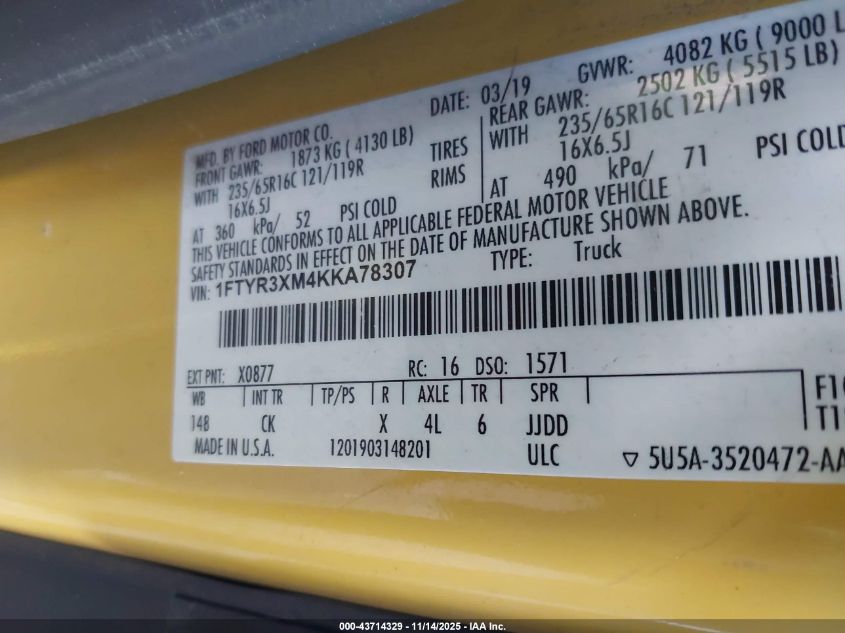 MFD. BY FORD MOTOR CO. DATE: 03/19 GVWR: 4082 KG ( 9000 L
FRONT GAWR: 1873 KG ( 4130 LB) REAR GAWR: 2502 KG ( 5515 LB)
WITH 235/65R16C 121/119R TIRES WITH 235/65R16C 121/119R
16X6.5J RIMS 16X6.5J
AT 360 kPa/ 52 PSI COLD AT 490 kPa/ 71 PSI COLD
THIS VEHICLE CONFORMS TO ALL APPLICABLE FEDERAL MOTOR VEHICLE
SAFETY STANDARDS IN EFFECT ON THE DATE OF MANUFACTURE SHOWN ABOVE.
VIN: 1FTYR3XM4KKA78307 TYPE: Truck
EXT PNT: X0877 RC: 16 DSO: 1571
WB INT TR TP/PS R AXLE TR SPR
148 CK X 4L 6 JJDD
MADE IN U.S.A. 1201903148201 ULC ▽ 5U5A-3520472-AA
000-43714329 - 11/14/2025 - IAA Inc.